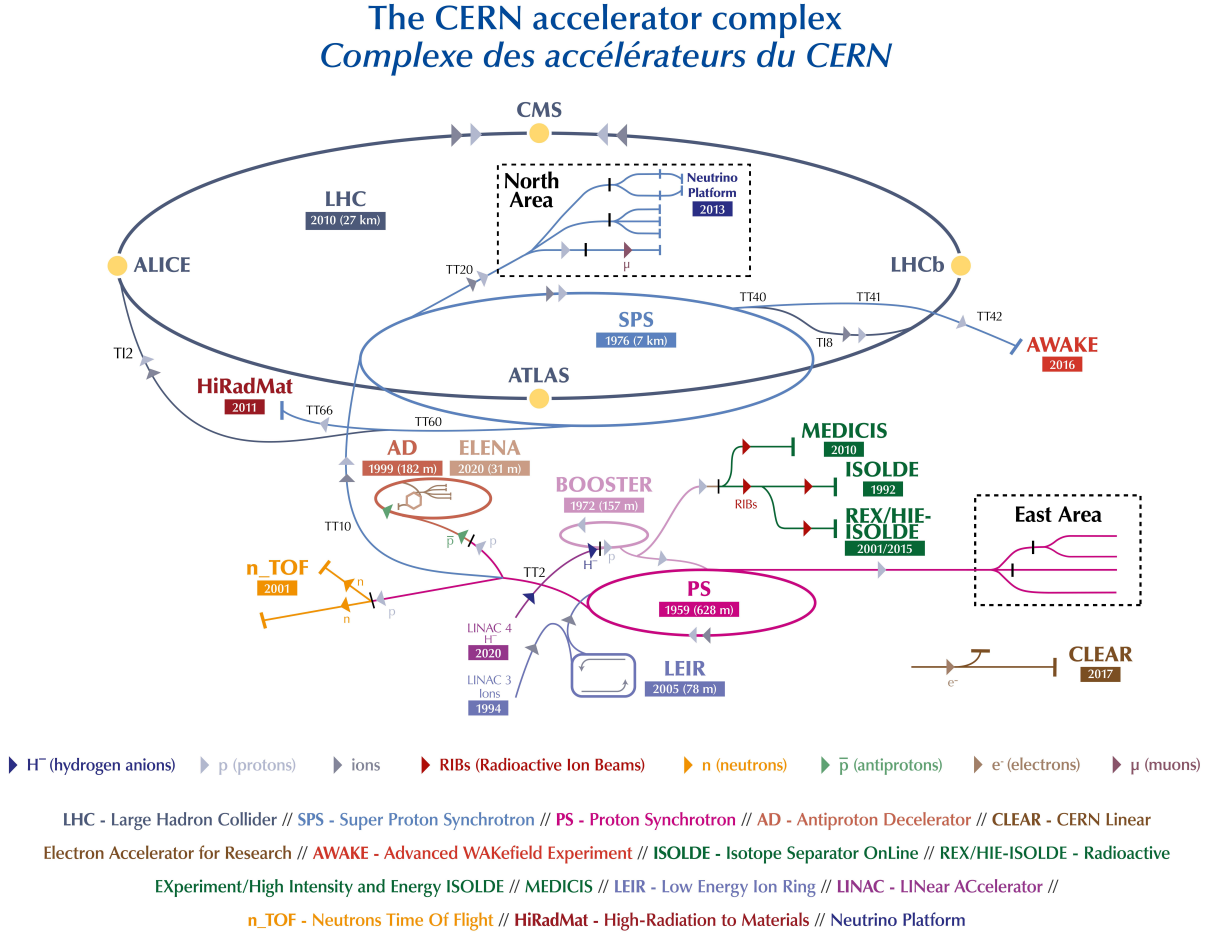 The CERN accelerator complex
Complexe des accélérateurs du CERN
CMS
LHC
2010 (27 km)
North
Area
Neutrino
Platform
2013
μ
ALICE
LHCb
TT20
TT40
TT41
TT42
SPS
1976 (7 km)
TI8
AWAKE
2016
TI2
ATLAS
HiRadMat
2011
TT66
TT60
AD
1999 (182 m)
ELENA
2020 (31 m)
MEDICIS
2010
BOOSTER
1972 (157 m)
ISOLDE
1992
RIBs
REX/HIE-
ISOLDE
2001/2015
East Area
TT10
p̅
p
H⁻
p
n_TOF
2001
n
n
p
TT2
PS
1959 (628 m)
LINAC 4
H⁻
2020
LINAC 3
Ions
1994
LEIR
2005 (78 m)
CLEAR
2017
e⁻
H⁻ (hydrogen anions)
p (protons)
ions
RIBs (Radioactive Ion Beams)
n (neutrons)
p̅ (antiprotons)
e⁻ (electrons)
μ (muons)
LHC - Large Hadron Collider // SPS - Super Proton Synchrotron // PS - Proton Synchrotron // AD - Antiproton Decelerator // CLEAR - CERN Linear
Electron Accelerator for Research // AWAKE - Advanced WAKefield Experiment // ISOLDE - Isotope Separator OnLine // REX/HIE-ISOLDE - Radioactive
EXperiment/High Intensity and Energy ISOLDE // MEDICIS // LEIR - Low Energy Ion Ring // LINAC - LINear ACcelerator //
n_TOF - Neutrons Time Of Flight // HiRadMat - High-Radiation to Materials // Neutrino Platform